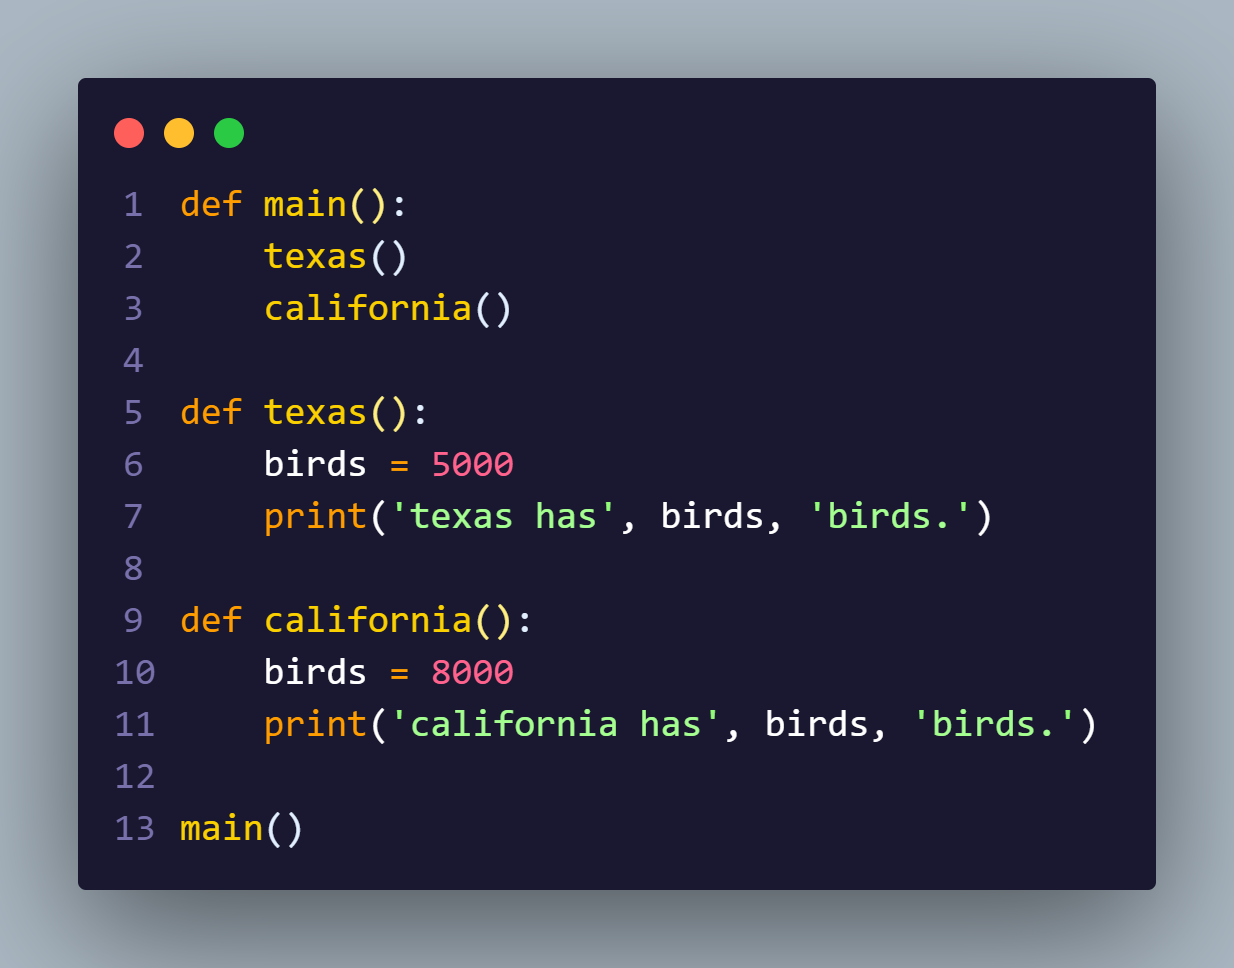 1 def main():
2     texas()
3     california()
4
5 def texas():
6     birds = 5000
7     print('texas has', birds, 'birds.')
8
9 def california():
10     birds = 8000
11     print('california has', birds, 'birds.')
12
13 main()